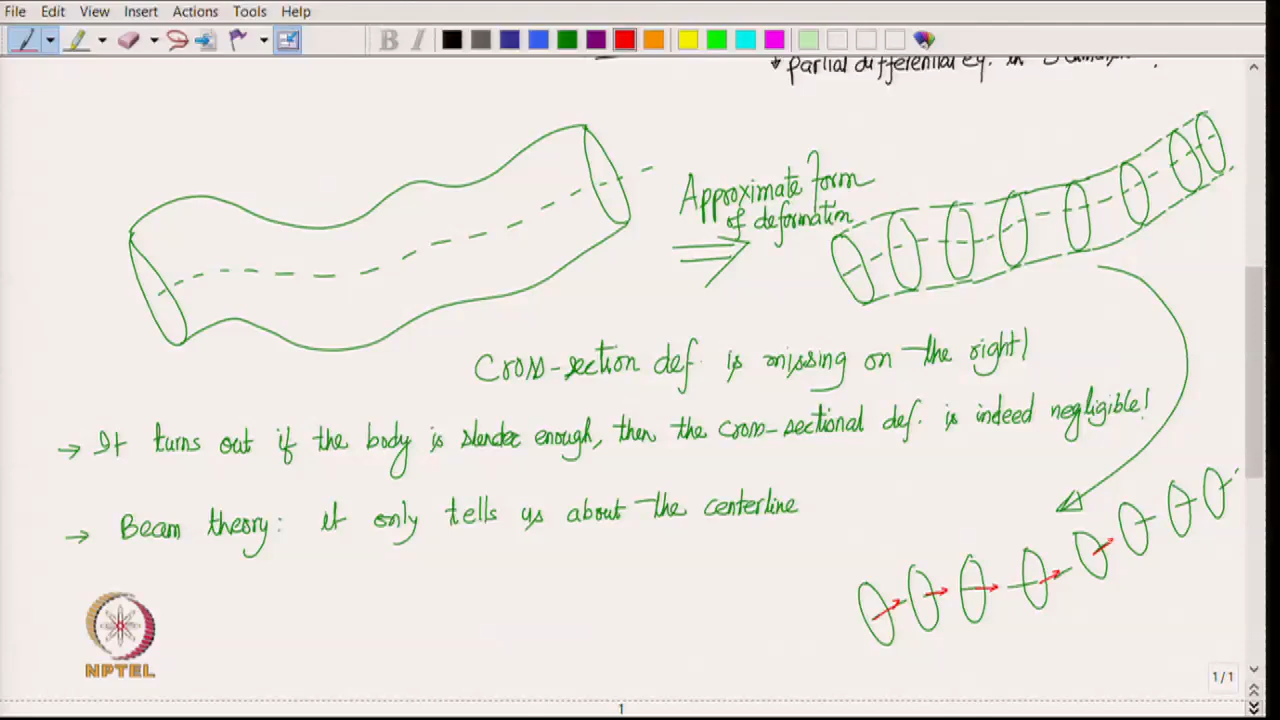 File Edit View Insert Actions Tools Help
B I
partial differential eq. in
Approximate form
of deformation
Cross-section def. is missing on the right!
→ It turns out if the body is slender enough, then the cross-sectional def. is indeed negligible!
→ Beam theory: it only tells us about the centerline
NPTEL
1/1
1